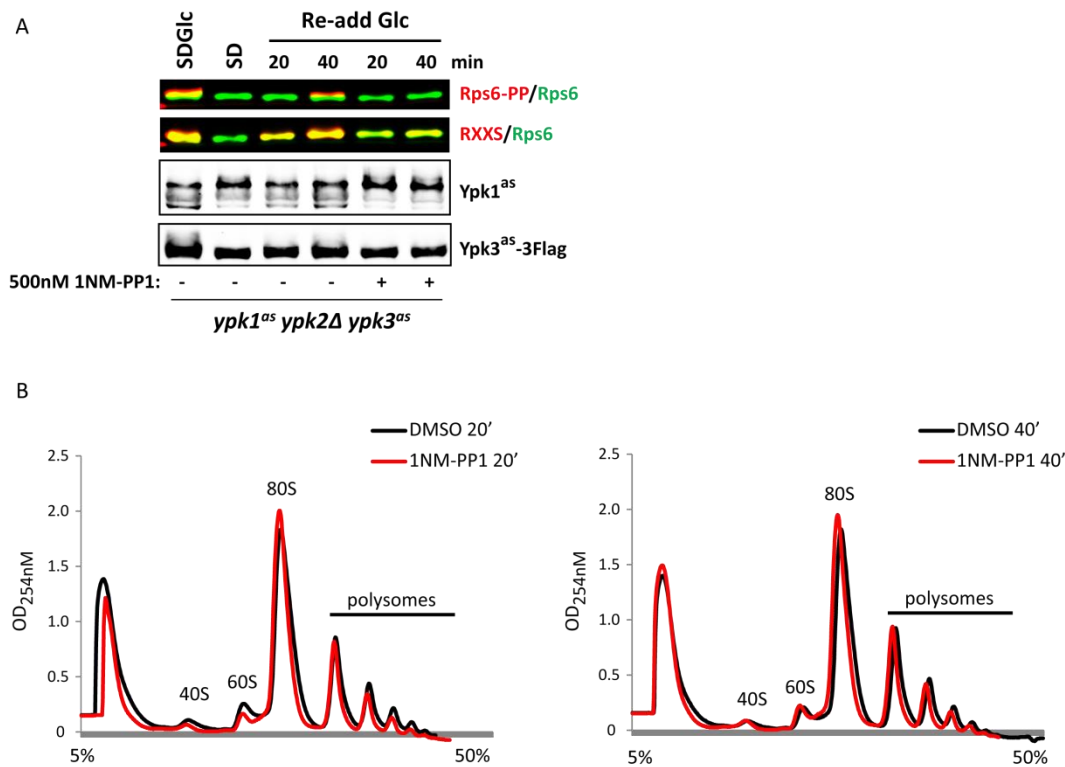 A
SDGlc
SD
Re-add Glc
20 40 20 40 min
Rps6-PP/Rps6
RXXS/Rps6
Ypk1as
Ypk3as-3Flag
500nM 1NM-PP1: - - - - + +
ypk1as ypk2Δ ypk3as
B
DMSO 20'
1NM-PP1 20'
2.5
2.0
1.5
1.0
0.5
0
OD254nM
40S
60S
80S
polysomes
5%
50%
DMSO 40'
1NM-PP1 40'
2.5
2.0
1.5
1.0
0.5
0
OD254nM
40S
60S
80S
polysomes
5%
50%